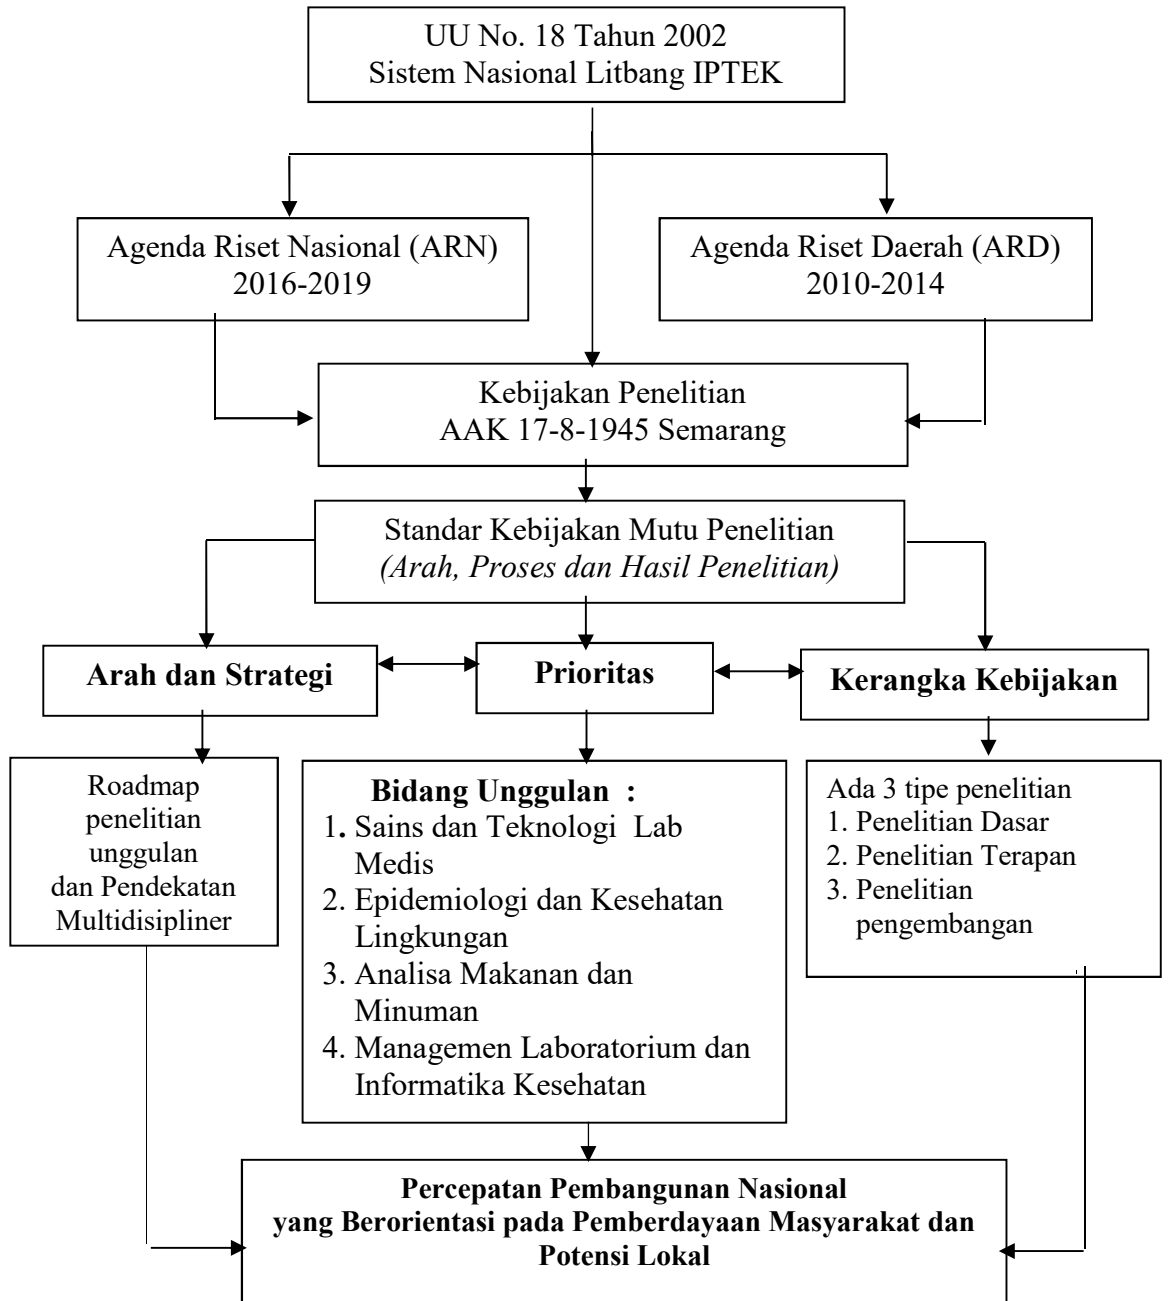 UU No. 18 Tahun 2002
Sistem Nasional Litbang IPTEK
Agenda Riset Nasional (ARN)
2016-2019
Agenda Riset Daerah (ARD)
2010-2014
Kebijakan Penelitian
AAK 17-8-1945 Semarang
Standar Kebijakan Mutu Penelitian
(Arah, Proses dan Hasil Penelitian)
Arah dan Strategi
Prioritas
Kerangka Kebijakan
Roadmap
penelitian
unggulan
dan Pendekatan
Multidisipliner
Bidang Unggulan :
1. Sains dan Teknologi Lab
Medis
2. Epidemiologi dan Kesehatan
Lingkungan
3. Analisa Makanan dan
Minuman
4. Managemen Laboratorium dan
Informatika Kesehatan
Ada 3 tipe penelitian
1. Penelitian Dasar
2. Penelitian Terapan
3. Penelitian
pengembangan
Percepatan Pembangunan Nasional
yang Berorientasi pada Pemberdayaan Masyarakat dan
Potensi Lokal